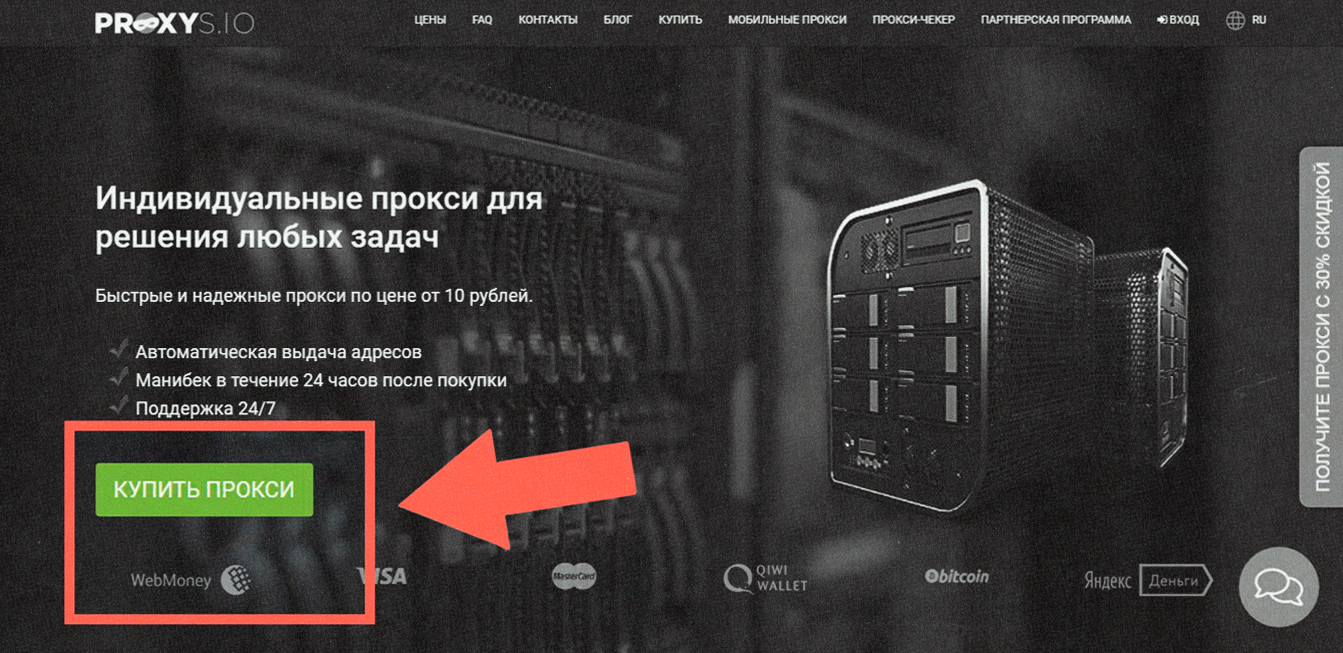 PROXYS.IO
ЦЕНЫ FAQ КОНТАКТЫ БЛОГ КУПИТЬ МОБИЛЬНЫЕ ПРОКСИ ПРОКСИ-ЧЕКЕР ПАРТНЕРСКАЯ ПРОГРАММА ВХОД RU
Индивидуальные прокси для
решения любых задач
Быстрые и надежные прокси по цене от 10 рублей.
Автоматическая выдача адресов
Манибек в течение 24 часов после покупки
Поддержка 24/7
КУПИТЬ ПРОКСИ
ПОЛУЧИТЕ ПРОКСИ С 30% СКИДКОЙ
WebMoney
VISA
MasterCard
QIWI
WALLET
bitcoin
Яндекс Деньги